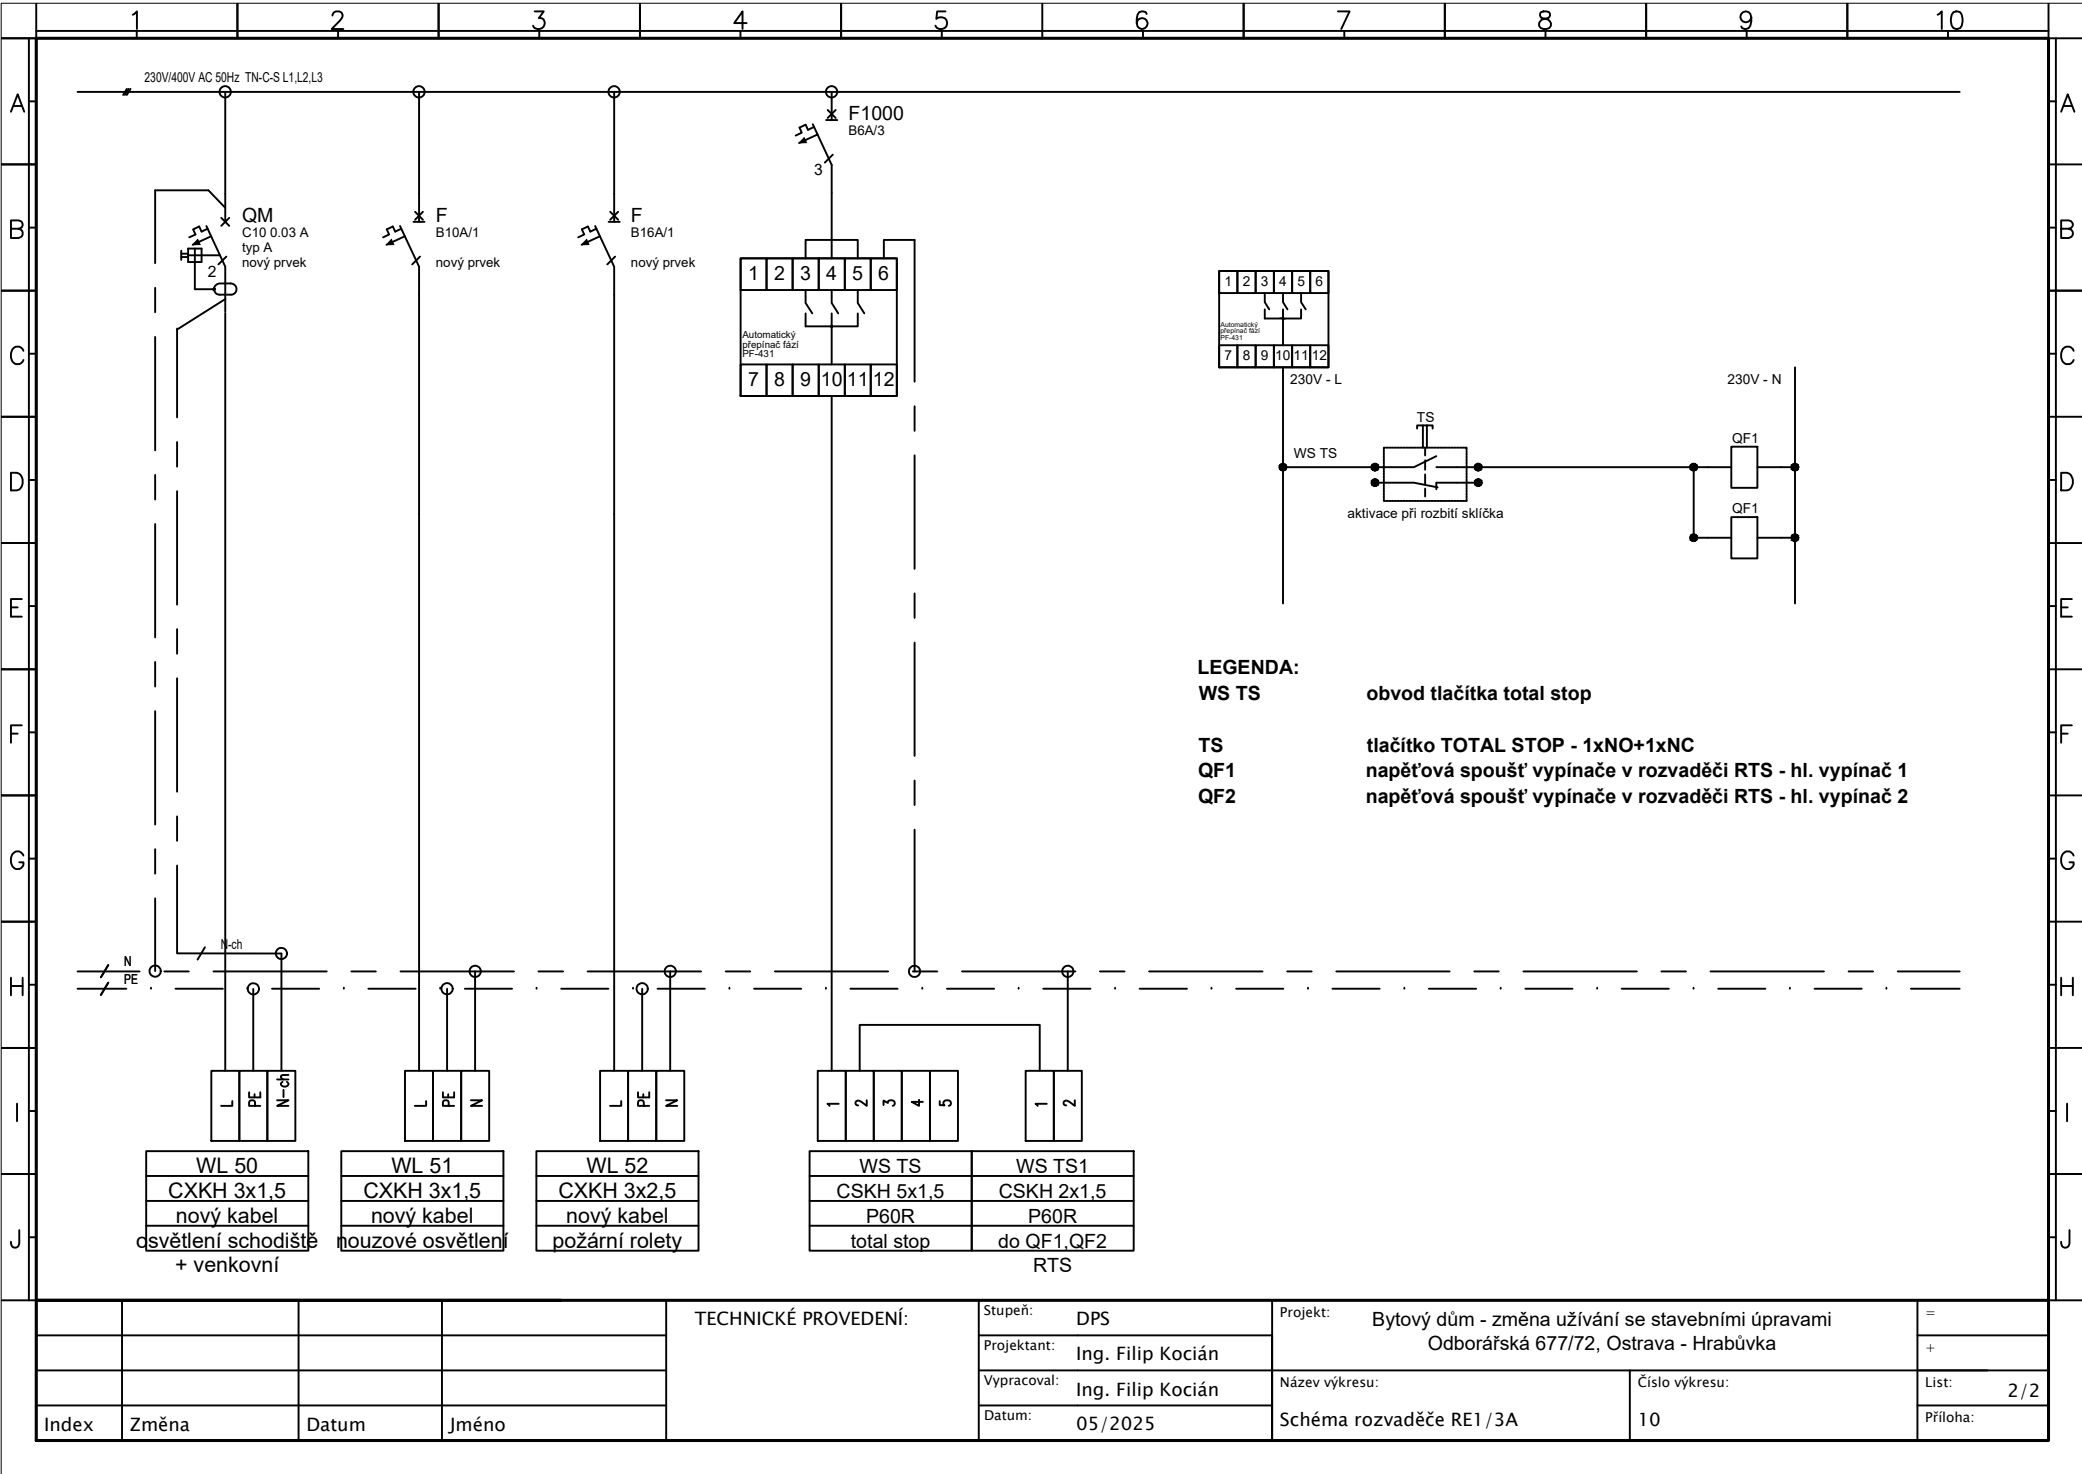 1 2 3 4 5 6 7 8 9 10
A A
B B
C C
D D
E E
F F
G G
H H
I I
J J
230V/400V AC 50Hz TN-C-S L1,L2,L3
QM
C10 0.03 A
typ A
nový prvek
2
F
B10A/1
nový prvek
F
B16A/1
nový prvek
F1000
B6A/3
3
1 2 3 4 5 6
Automatický
přepínač fází
PF-431
7 8 9 10 11 12
1 2 3 4 5 6
Automatický
přepínač fází
PF-431
7 8 9 10 11 12
230V - L
230V - N
WS TS
TS
aktivace při rozbití sklíčka
QF1
QF1
LEGENDA:
WS TS obvod tlačítka total stop
TS tlačítko TOTAL STOP - 1xNO+1xNC
QF1 napěťová spoušť vypínače v rozvaděči RTS - hl. vypínač 1
QF2 napěťová spoušť vypínače v rozvaděči RTS - hl. vypínač 2
N-ch
N
PE
L PE N-ch
L PE N
L PE N
1 2 3 4 5
1 2
WL 50
CXKH 3x1,5
nový kabel
osvětlení schodiště
+ venkovní
WL 51
CXKH 3x1,5
nový kabel
nouzové osvětlení
WL 52
CXKH 3x2,5
nový kabel
požární rolety
WS TS
CSKH 5x1,5
P60R
total stop
WS TS1
CSKH 2x1,5
P60R
do QF1,QF2
RTS
Index Změna Datum Jméno
TECHNICKÉ PROVEDENÍ:
Stupeň: DPS
Projektant: Ing. Filip Kocián
Vypracoval: Ing. Filip Kocián
Datum: 05/2025
Projekt: Bytový dům - změna užívání se stavebními úpravami
Odborářská 677/72, Ostrava - Hrabůvka
Název výkresu:
Schéma rozvaděče RE1/3A
Číslo výkresu:
10
=
+
List: 2/2
Příloha: